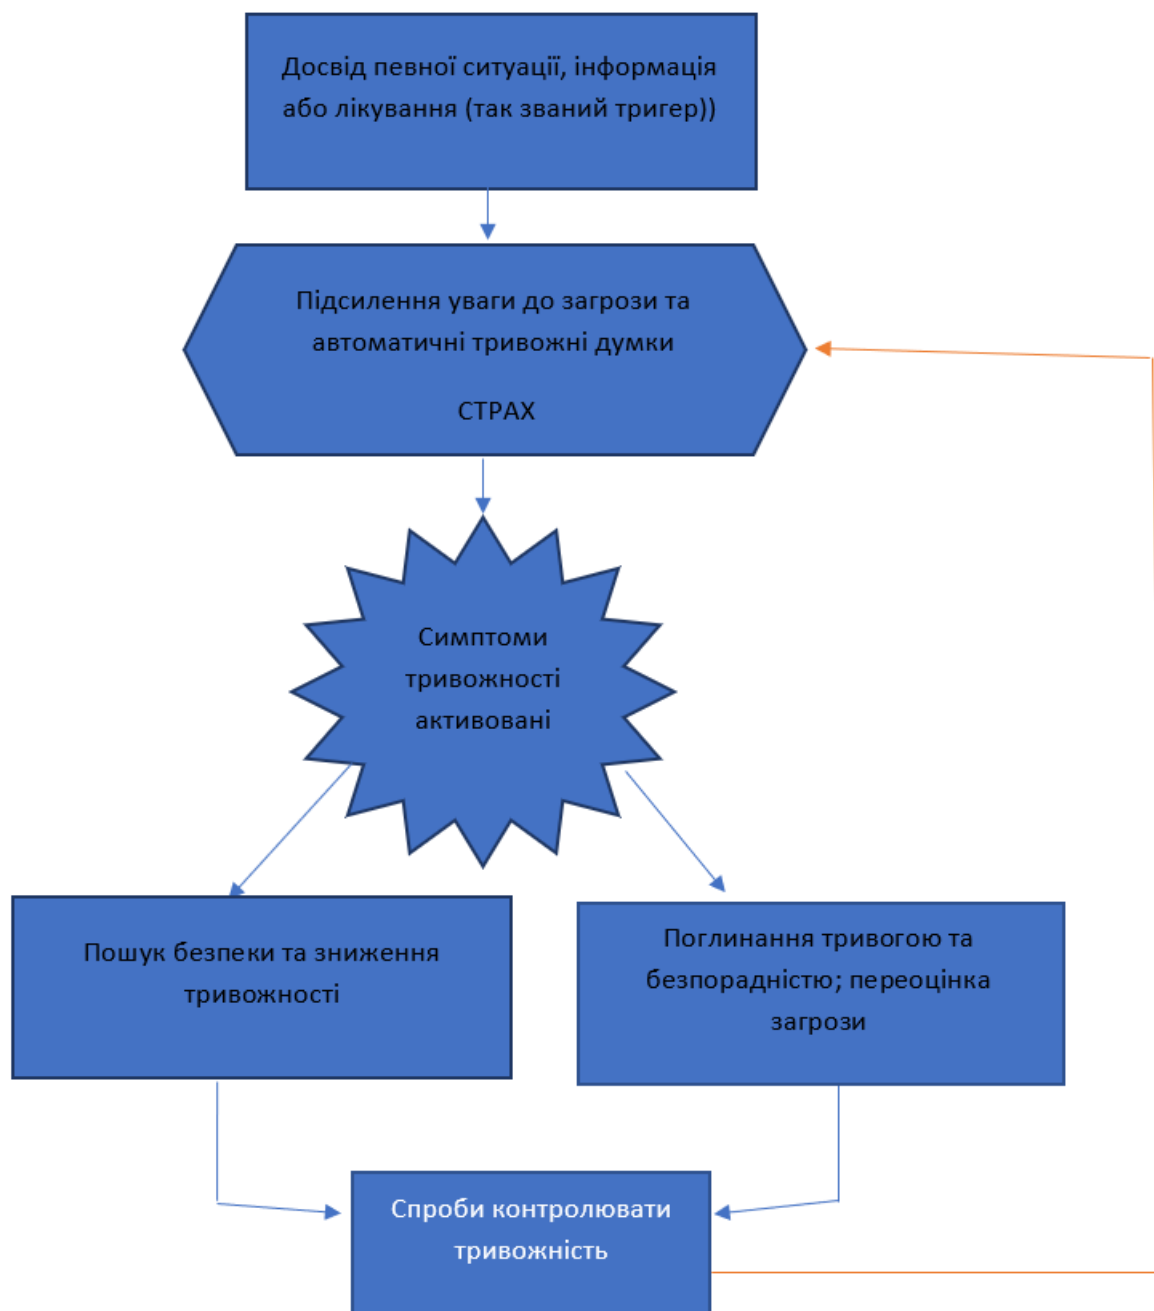 Досвід певної ситуації, інформація
або лікування (так званий тригер))
Підсилення уваги до загрози та
автоматичні тривожні думки
СТРАХ
Симптоми
тривожності
активовані
Пошук безпеки та зниження
тривожності
Поглинання тривогою та
безпорадністю; переоцінка
загрози
Спроби контролювати
тривожність